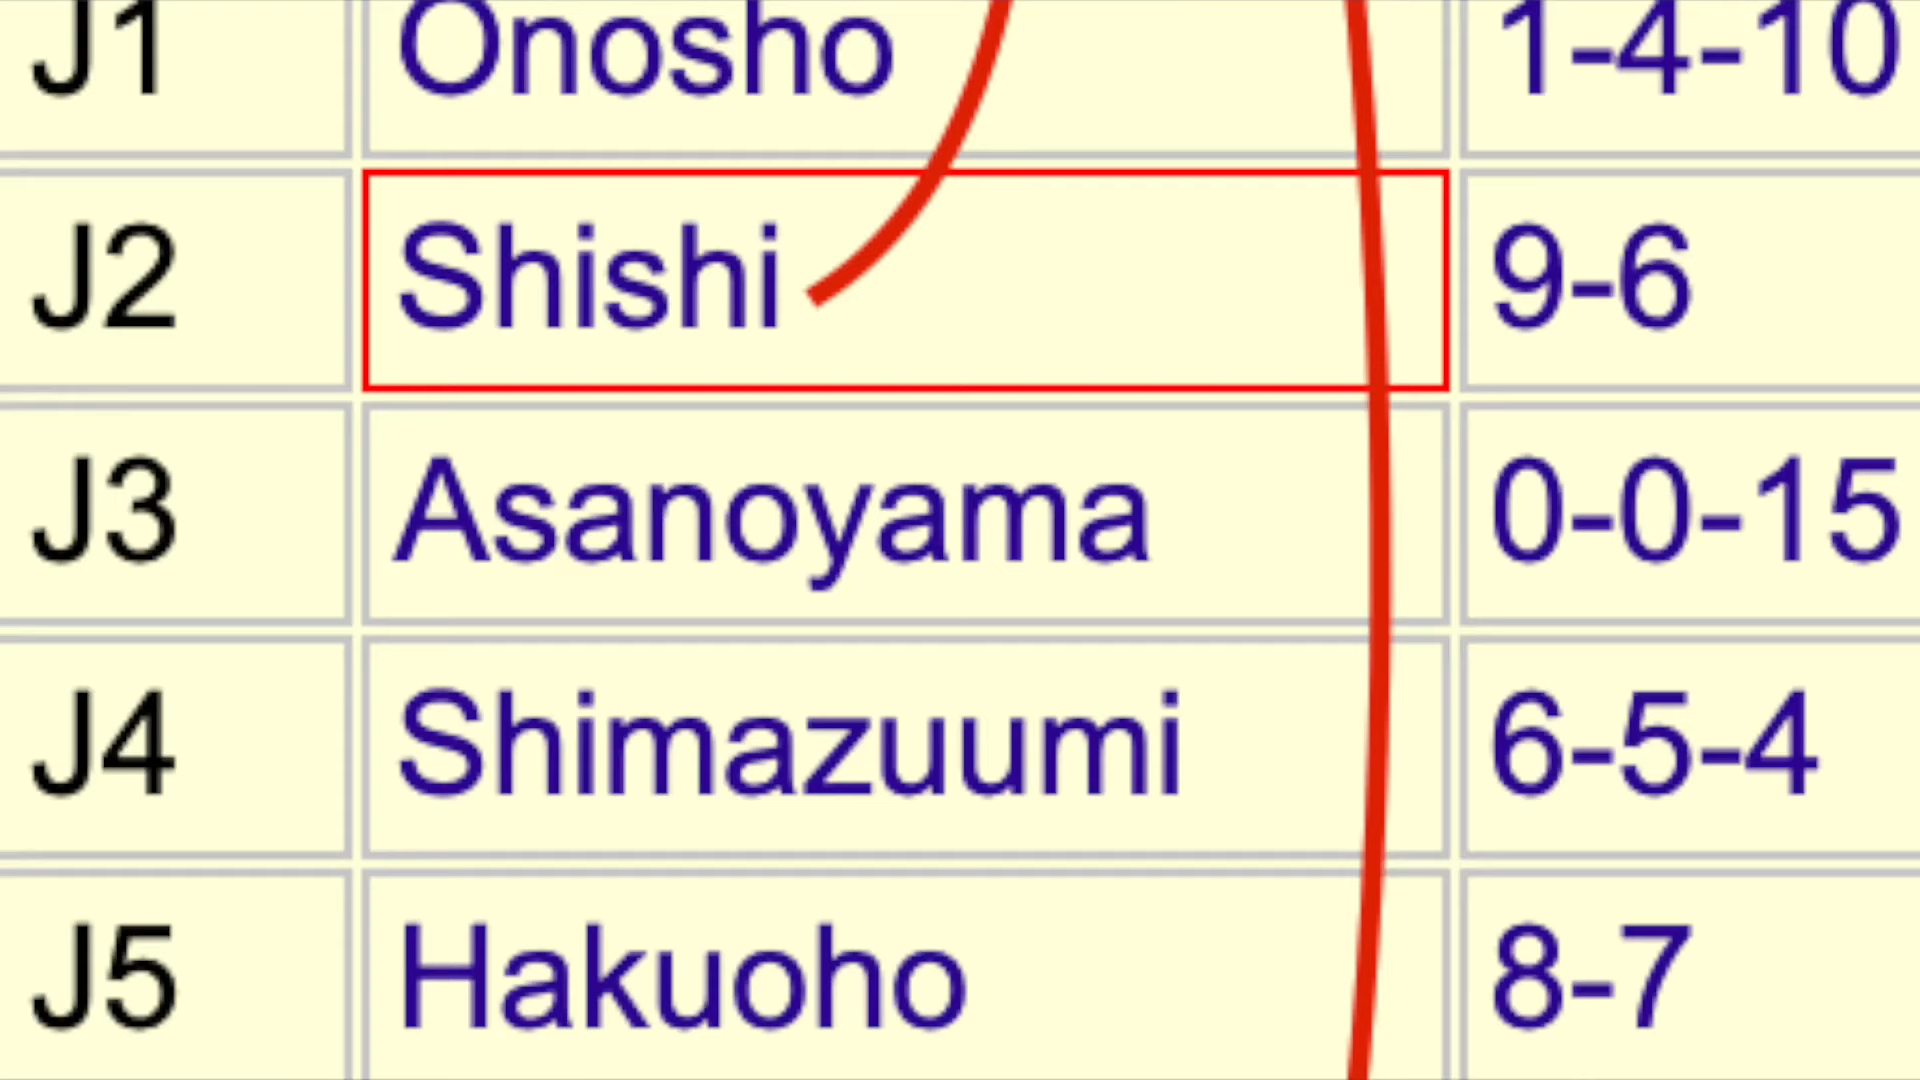 J1 Onosho 1-4-10
J2 Shishi 9-6
J3 Asanoyama 0-0-15
J4 Shimazuumi 6-5-4
J5 Hakuoho 8-7